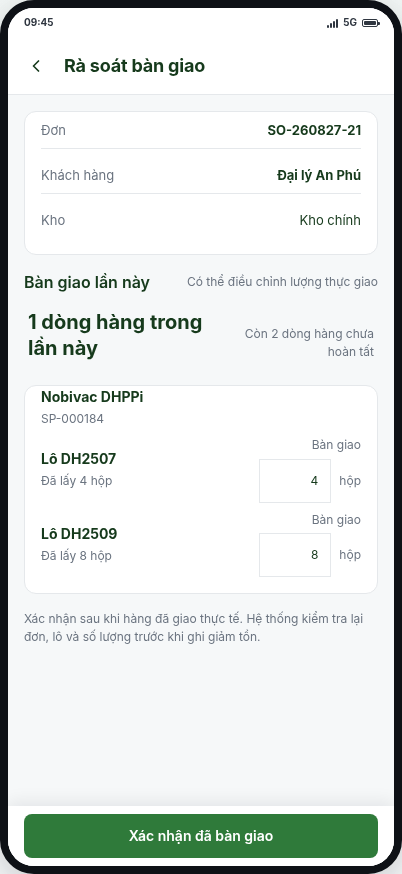 09:45
5G
Rà soát bàn giao
Đơn SO-260827-21
Khách hàng Đại lý An Phú
Kho Kho chính
Bàn giao lần này Có thể điều chỉnh lượng thực giao
1 dòng hàng trong
lần này
Còn 2 dòng hàng chưa
hoàn tất
Nobivac DHPPi
SP-000184
Bàn giao
Lô DH2507
Đã lấy 4 hộp
4 hộp
Bàn giao
Lô DH2509
Đã lấy 8 hộp
8 hộp
Xác nhận sau khi hàng đã giao thực tế. Hệ thống kiểm tra lại
đơn, lô và số lượng trước khi ghi giảm tồn.
Xác nhận đã bàn giao